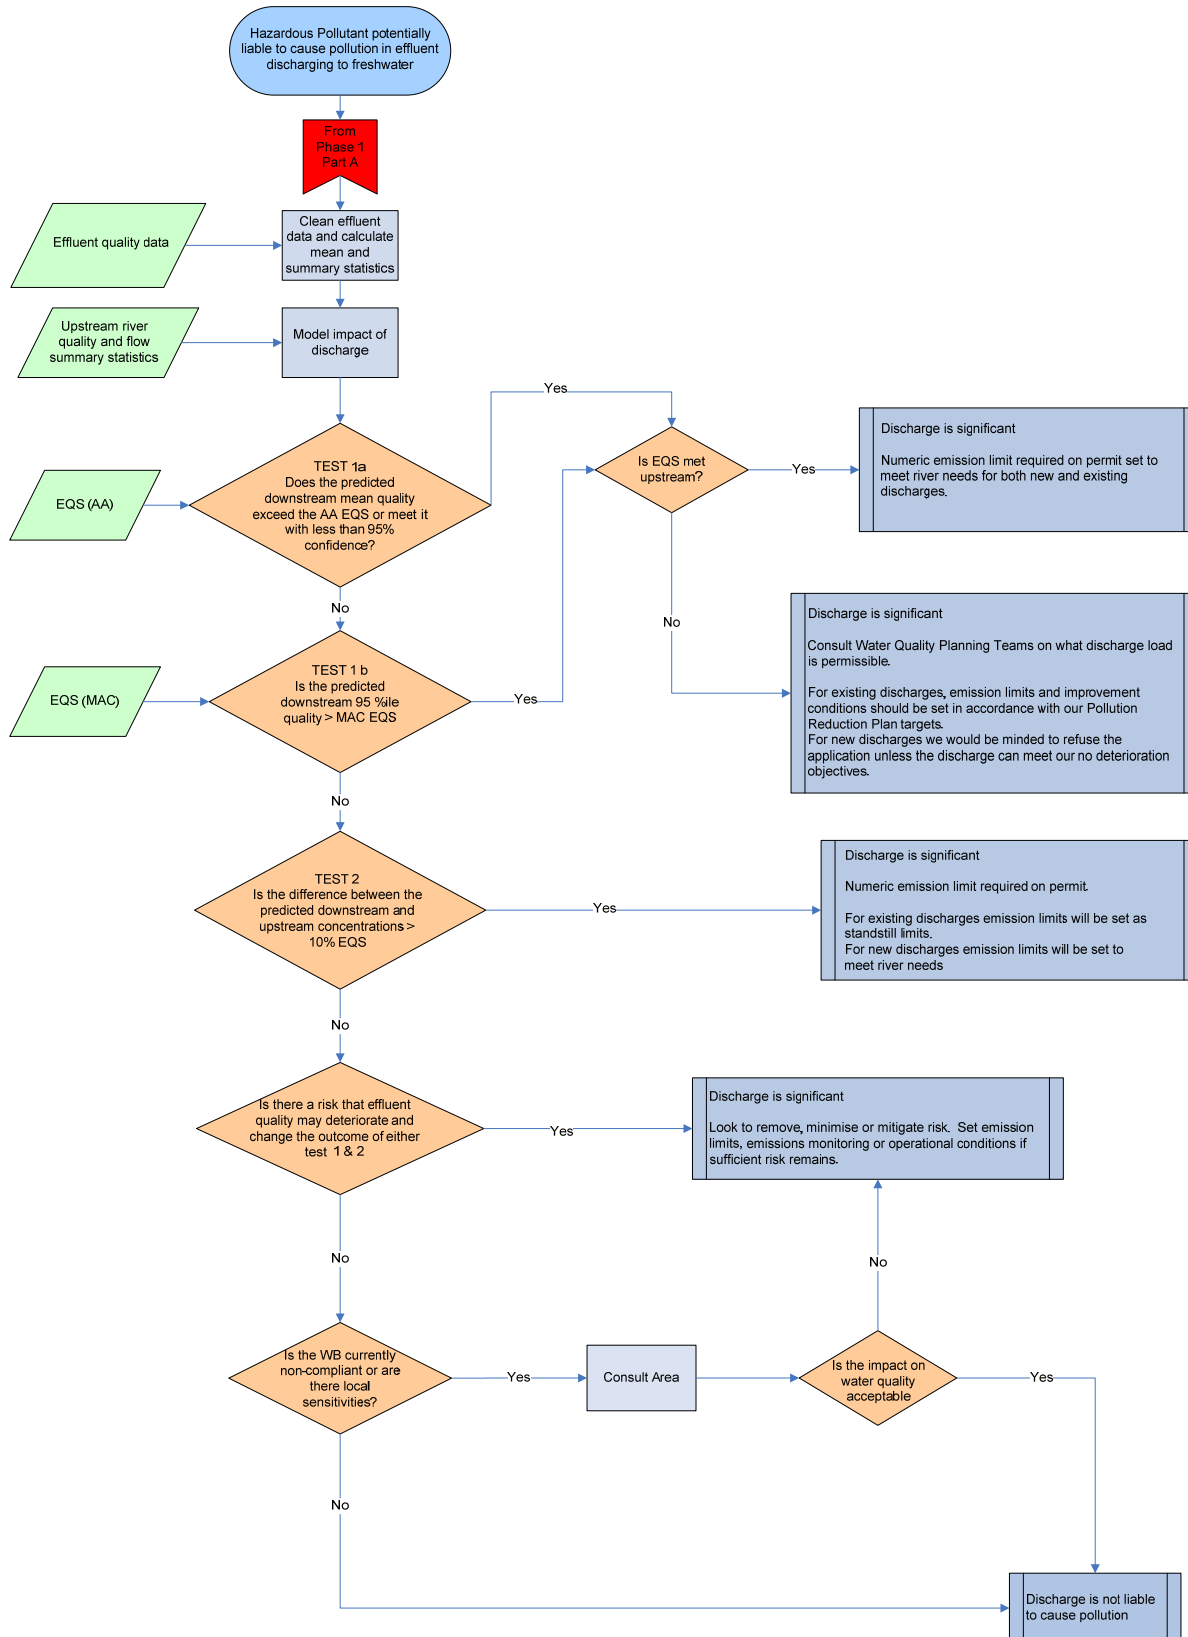 Hazardous Pollutant potentially
liable to cause pollution in effluent
discharging to freshwater
From
Phase 1
Part A
Effluent quality data
Clean effluent
data and calculate
mean and
summary statistics
Upstream river
quality and flow
summary statistics
Model impact of
discharge
EQS (AA)
TEST 1a
Does the predicted
downstream mean quality
exceed the AA EQS or meet it
with less than 95%
confidence?
Yes
Is EQS met
upstream?
Yes
Discharge is significant
Numeric emission limit required on permit set to
meet river needs for both new and existing
discharges.
No
No
Discharge is significant
Consult Water Quality Planning Teams on what discharge load
is permissible.
For existing discharges, emission limits and improvement
conditions should be set in accordance with our Pollution
Reduction Plan targets.
For new discharges we would be minded to refuse the
application unless the discharge can meet our no deterioration
objectives.
EQS (MAC)
TEST 1 b
Is the predicted
downstream 95 %ile
quality > MAC EQS
Yes
No
TEST 2
Is the difference between the
predicted downstream and
upstream concentrations >
10% EQS
Yes
Discharge is significant
Numeric emission limit required on permit.
For existing discharges emission limits will be set as
standstill limits.
For new discharges emission limits will be set to
meet river needs
No
Is there a risk that effluent
quality may deteriorate and
change the outcome of either
test 1 & 2
Yes
Discharge is significant
Look to remove, minimise or mitigate risk. Set emission
limits, emissions monitoring or operational conditions if
sufficient risk remains.
No
No
Is the WB currently
non-compliant or are
there local
sensitivities?
Yes
Consult Area
Is the impact on
water quality
acceptable
Yes
No
Discharge is not liable
to cause pollution